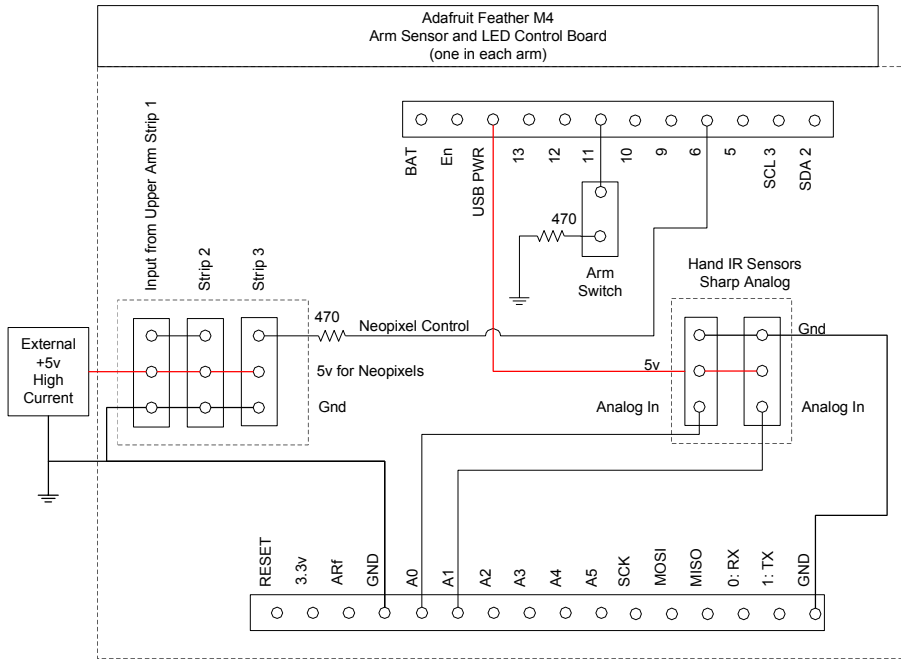 Adafruit Feather M4
Arm Sensor and LED Control Board
(one in each arm)
BAT
En
USB PWR
13
12
11
10
9
6
5
SCL 3
SDA 2
Input from Upper Arm Strip 1
Strip 2
Strip 3
470
Arm
Switch
Hand IR Sensors
Sharp Analog
470
Neopixel Control
Gnd
External
+5v
High
Current
5v for Neopixels
5v
Gnd
Analog In
Analog In
RESET
3.3v
ARf
GND
A0
A1
A2
A3
A4
A5
SCK
MOSI
MISO
0: RX
1: TX
GND